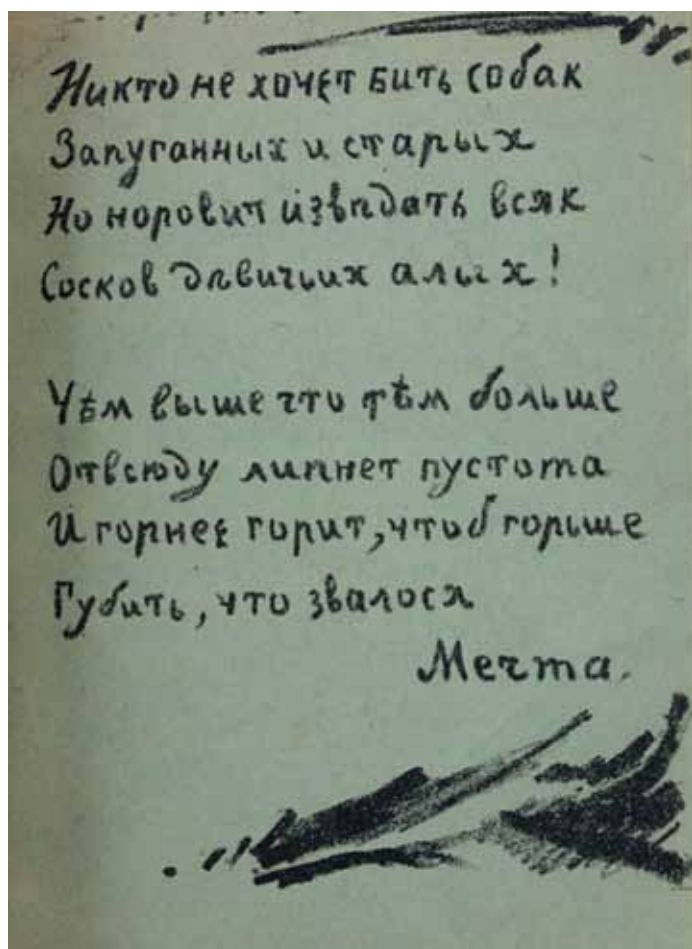 Никто не хочет бить собак
Запуганных и старых
Но норовит извѣдать всяк
Сосков дѣвичьих алых!
Чѣм выше что тѣм больше
Отвсюду липнет пустота
И горнее горит, чтоб горше
Губить, что звалося
Мечта.